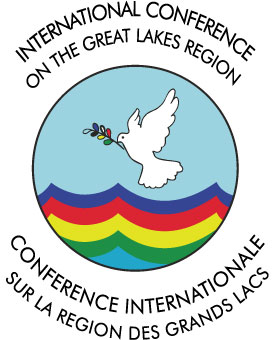 INTERNATIONAL CONFERENCE
ON THE GREAT LAKES REGION
CONFERENCE INTERNATIONALE
SUR LA REGION DES GRANDS LACS